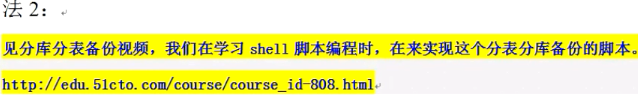 法 2：
见分库分表备份视频，我们在学习 shell 脚本编程时，在来实现这个分表分库备份的脚本。
http://edu.51cto.com/course/course_id-808.html